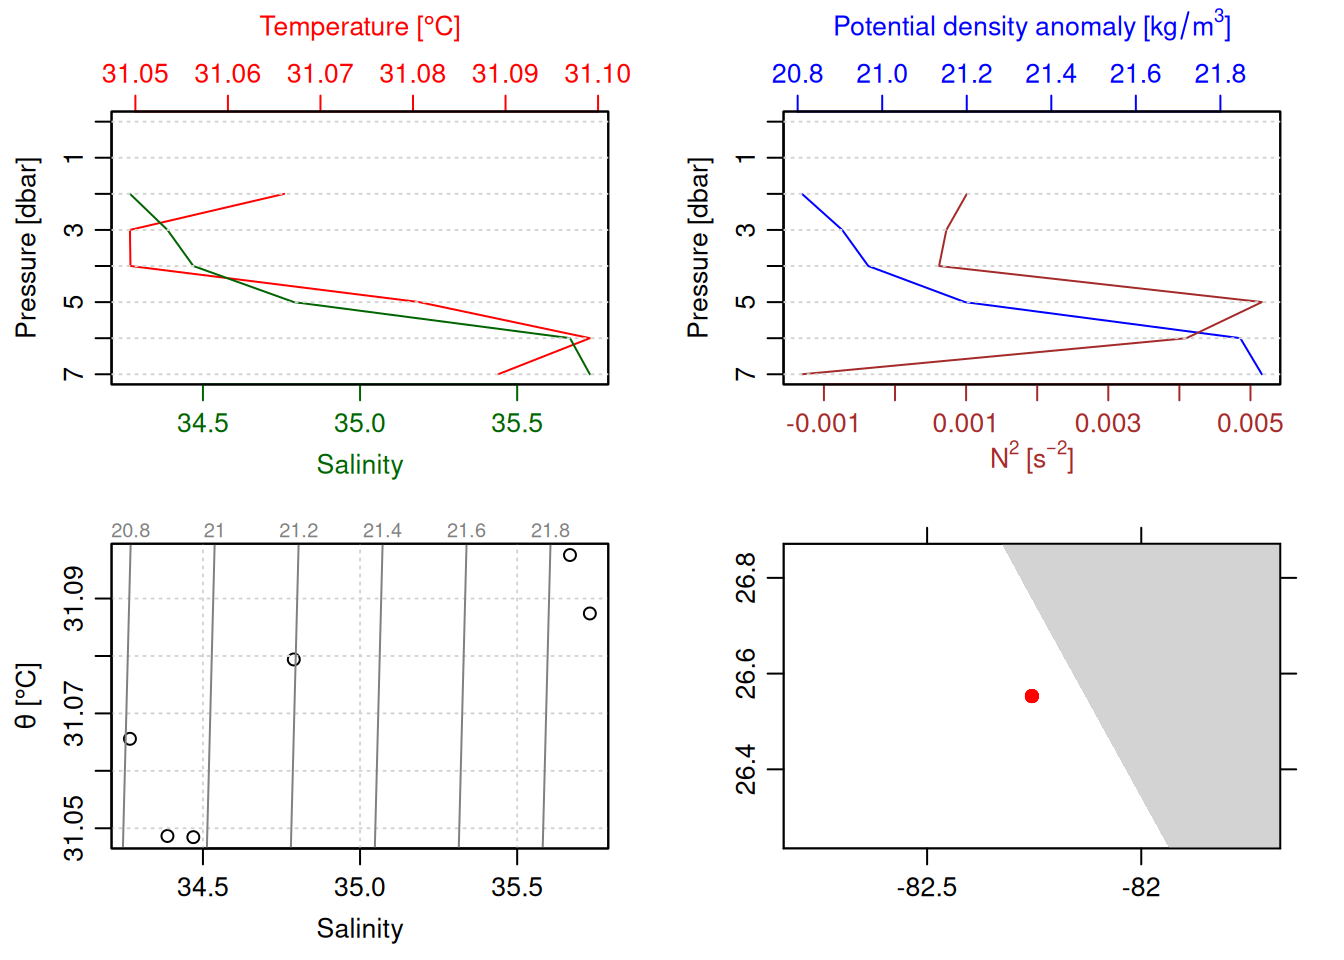 Temperature [°C]
31.05 31.06 31.07 31.08 31.09 31.10
Pressure [dbar]
1
3
5
7
34.5 35.0 35.5
Salinity
Potential density anomaly [kg/m³]
20.8 21.0 21.2 21.4 21.6 21.8
Pressure [dbar]
1
3
5
7
-0.001 0.001 0.003 0.005
N² [s⁻²]
20.8 21 21.2 21.4 21.6 21.8
θ [°C]
31.09
31.07
31.05
34.5 35.0 35.5
Salinity
26.8
26.6
26.4
-82.5 -82